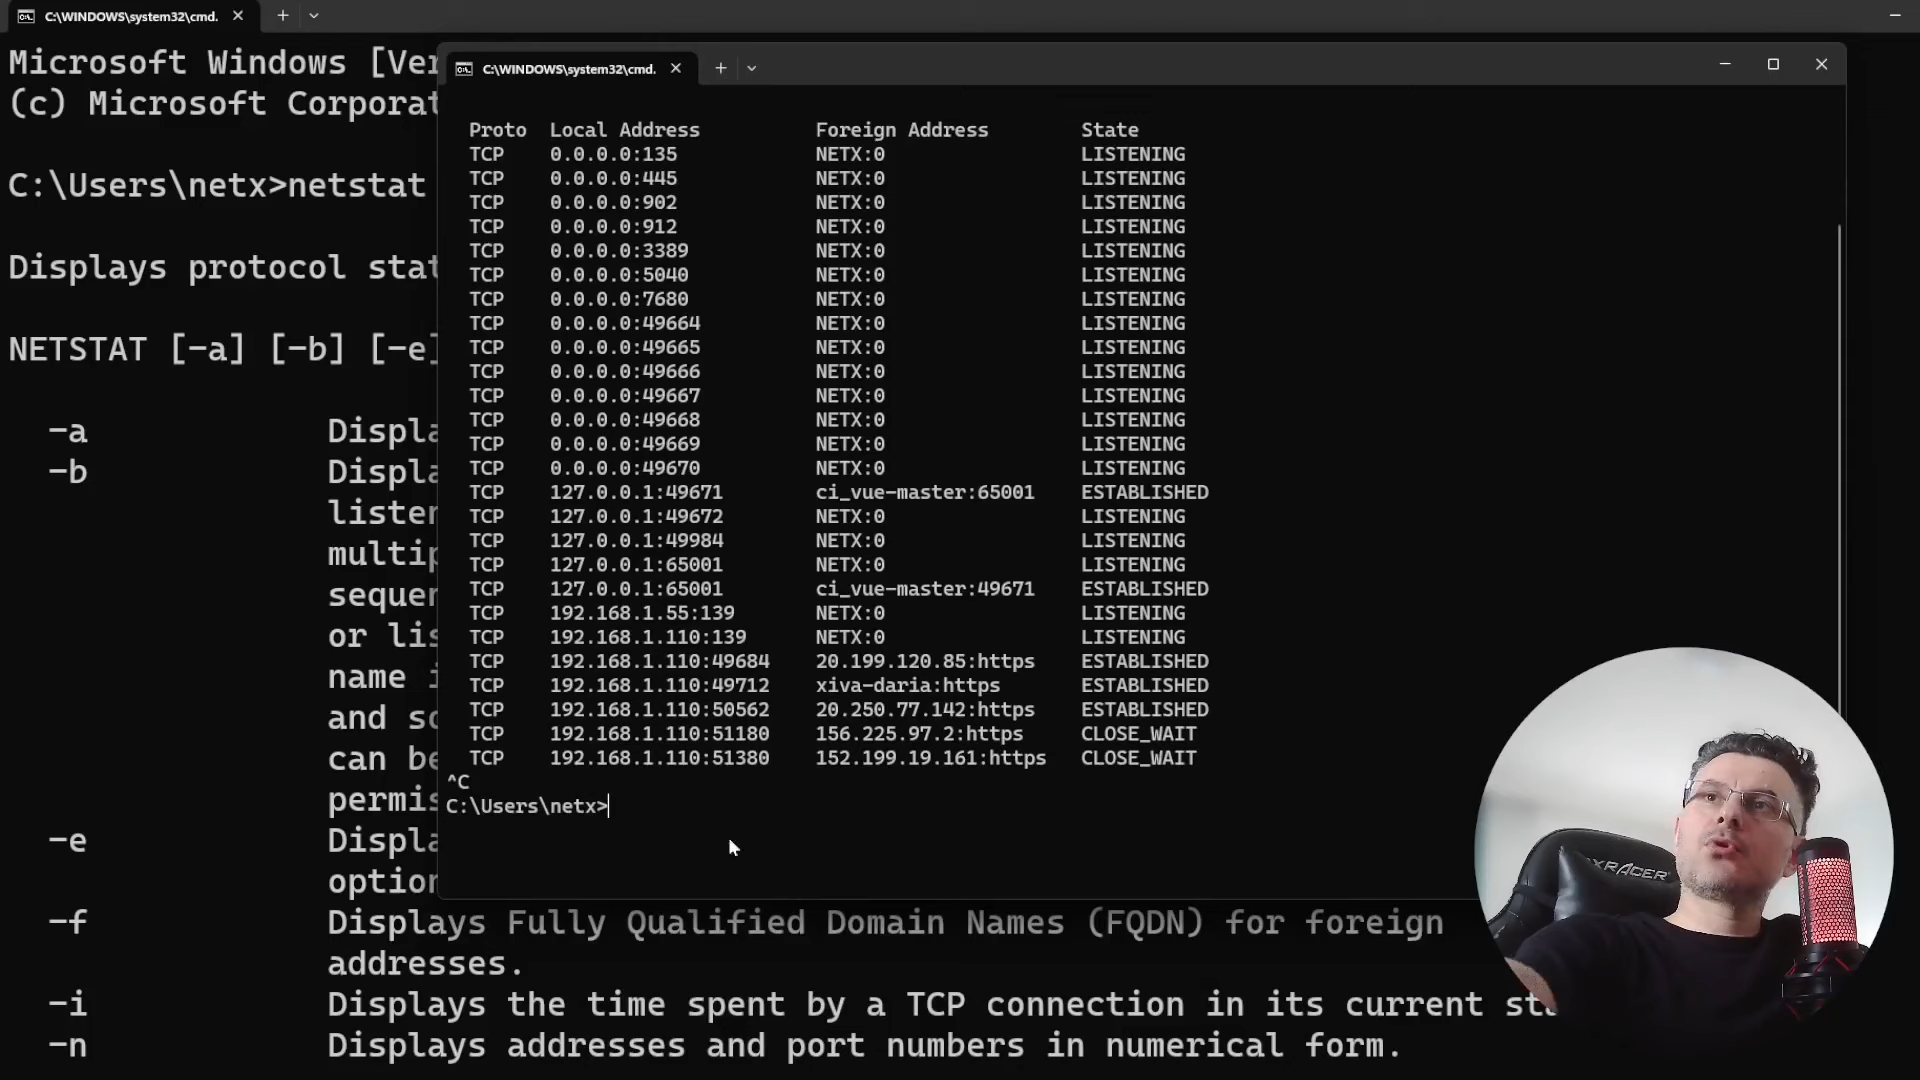 C:\WINDOWS\system32\cmd.
Microsoft Windows [Ver
(c) Microsoft Corporat
C:\Users\netx>netstat
Displays protocol stat
NETSTAT [-a] [-b] [-e]
-a Displa
-b Displa
listen
multip
sequen
or lis
name i
and so
can be
permis
-e Displa
option
-f Displays Fully Qualified Domain Names (FQDN) for foreign
addresses.
-i Displays the time spent by a TCP connection in its current sta
-n Displays addresses and port numbers in numerical form.
C:\WINDOWS\system32\cmd.
Proto Local Address Foreign Address State
TCP 0.0.0.0:135 NETX:0 LISTENING
TCP 0.0.0.0:445 NETX:0 LISTENING
TCP 0.0.0.0:902 NETX:0 LISTENING
TCP 0.0.0.0:912 NETX:0 LISTENING
TCP 0.0.0.0:3389 NETX:0 LISTENING
TCP 0.0.0.0:5040 NETX:0 LISTENING
TCP 0.0.0.0:7680 NETX:0 LISTENING
TCP 0.0.0.0:49664 NETX:0 LISTENING
TCP 0.0.0.0:49665 NETX:0 LISTENING
TCP 0.0.0.0:49666 NETX:0 LISTENING
TCP 0.0.0.0:49667 NETX:0 LISTENING
TCP 0.0.0.0:49668 NETX:0 LISTENING
TCP 0.0.0.0:49669 NETX:0 LISTENING
TCP 0.0.0.0:49670 NETX:0 LISTENING
TCP 127.0.0.1:49671 ci_vue-master:65001 ESTABLISHED
TCP 127.0.0.1:49672 NETX:0 LISTENING
TCP 127.0.0.1:49984 NETX:0 LISTENING
TCP 127.0.0.1:65001 NETX:0 LISTENING
TCP 127.0.0.1:65001 ci_vue-master:49671 ESTABLISHED
TCP 192.168.1.55:139 NETX:0 LISTENING
TCP 192.168.1.110:139 NETX:0 LISTENING
TCP 192.168.1.110:49684 20.199.120.85:https ESTABLISHED
TCP 192.168.1.110:49712 xiva-daria:https ESTABLISHED
TCP 192.168.1.110:50562 20.250.77.142:https ESTABLISHED
TCP 192.168.1.110:51180 156.225.97.2:https CLOSE_WAIT
TCP 192.168.1.110:51380 152.199.19.161:https CLOSE_WAIT
^C
C:\Users\netx>
XRACER